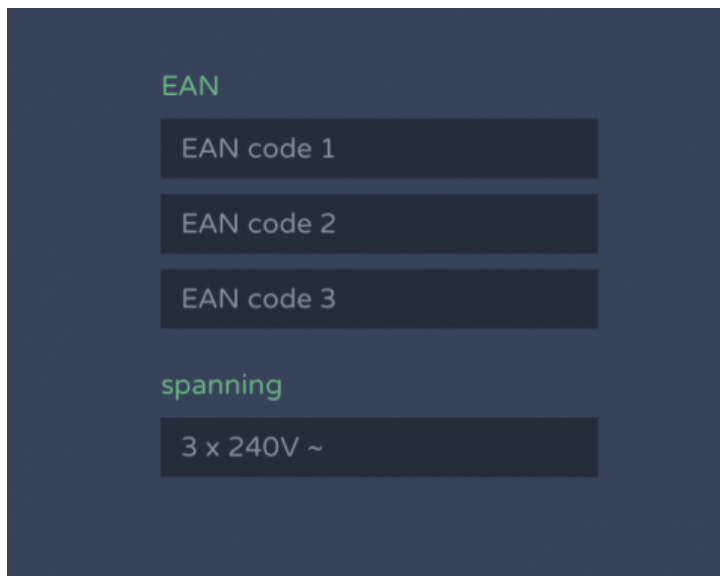 EAN
EAN code 1
EAN code 2
EAN code 3
spanning
3 x 240V ~